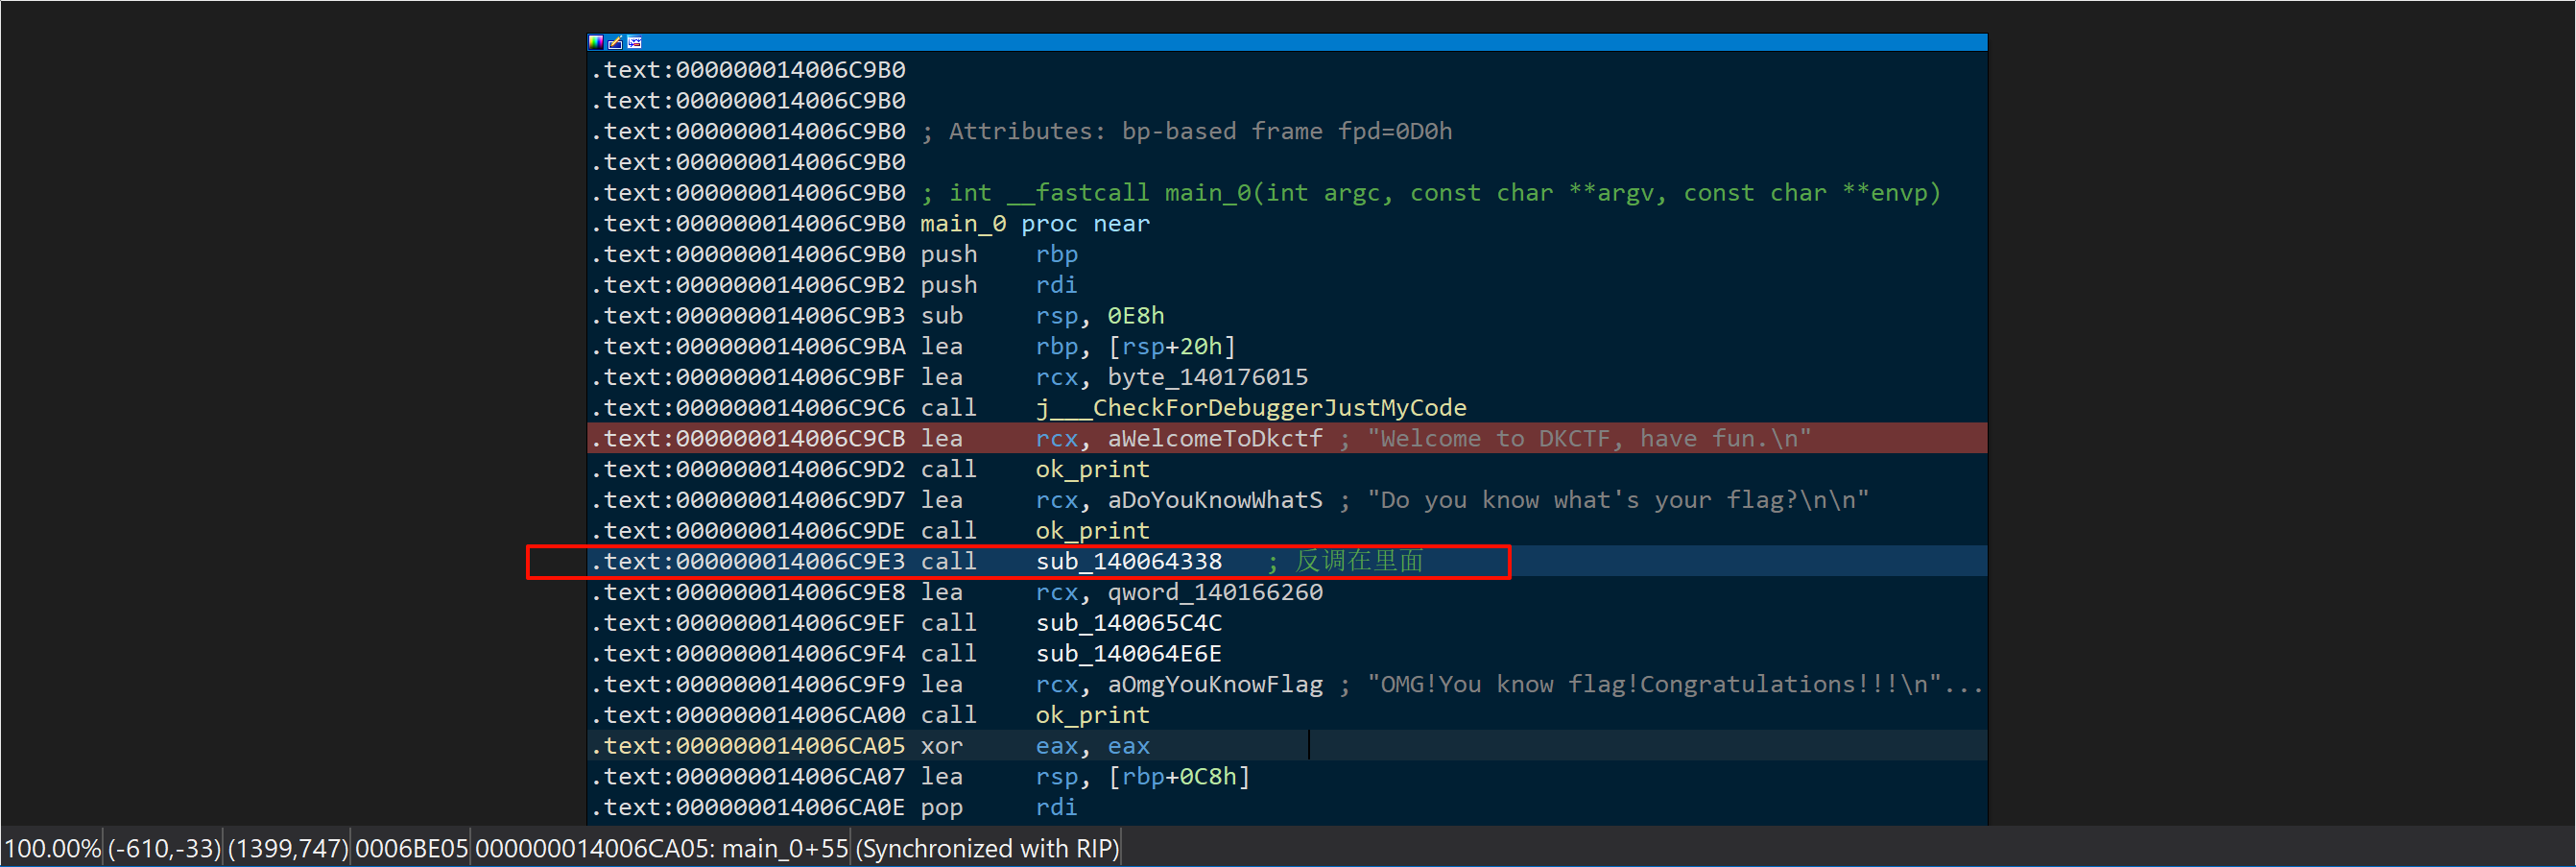 .text:000000014006C9B0
.text:000000014006C9B0
.text:000000014006C9B0 ; Attributes: bp-based frame fpd=0D0h
.text:000000014006C9B0
.text:000000014006C9B0 ; int __fastcall main_0(int argc, const char **argv, const char **envp)
.text:000000014006C9B0 main_0 proc near
.text:000000014006C9B0 push rbp
.text:000000014006C9B2 push rdi
.text:000000014006C9B3 sub rsp, 0E8h
.text:000000014006C9BA lea rbp, [rsp+20h]
.text:000000014006C9BF lea rcx, byte_140176015
.text:000000014006C9C6 call j___CheckForDebuggerJustMyCode
.text:000000014006C9CB lea rcx, aWelcomeToDkctf ; "Welcome to DKCTF, have fun.\n"
.text:000000014006C9D2 call ok_print
.text:000000014006C9D7 lea rcx, aDoYouKnowWhatS ; "Do you know what's your flag?\n\n"
.text:000000014006C9DE call ok_print
.text:000000014006C9E3 call sub_140064338 ; 反调在里面
.text:000000014006C9E8 lea rcx, qword_140166260
.text:000000014006C9EF call sub_140065C4C
.text:000000014006C9F4 call sub_140064E6E
.text:000000014006C9F9 lea rcx, aOmgYouKnowFlag ; "OMG!You know flag!Congratulations!!!\n"...
.text:000000014006CA00 call ok_print
.text:000000014006CA05 xor eax, eax
.text:000000014006CA07 lea rsp, [rbp+0C8h]
.text:000000014006CA0E pop rdi
100.00% (-610,-33) (1399,747) 0006BE05 000000014006CA05: main_0+55 (Synchronized with RIP)